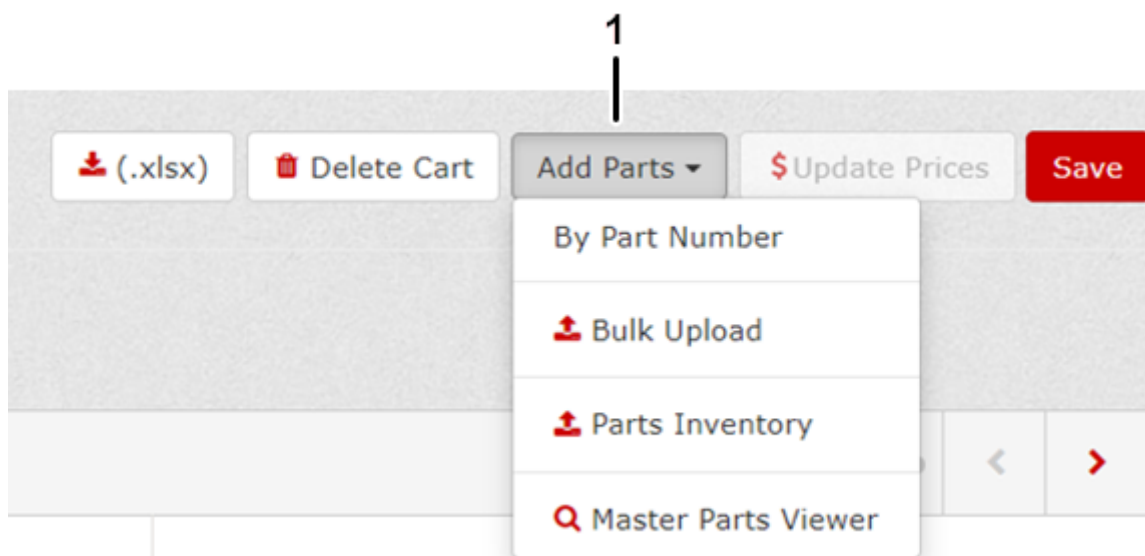 1
(.xlsx) Delete Cart Add Parts $Update Prices Save
By Part Number
Bulk Upload
Parts Inventory
Master Parts Viewer